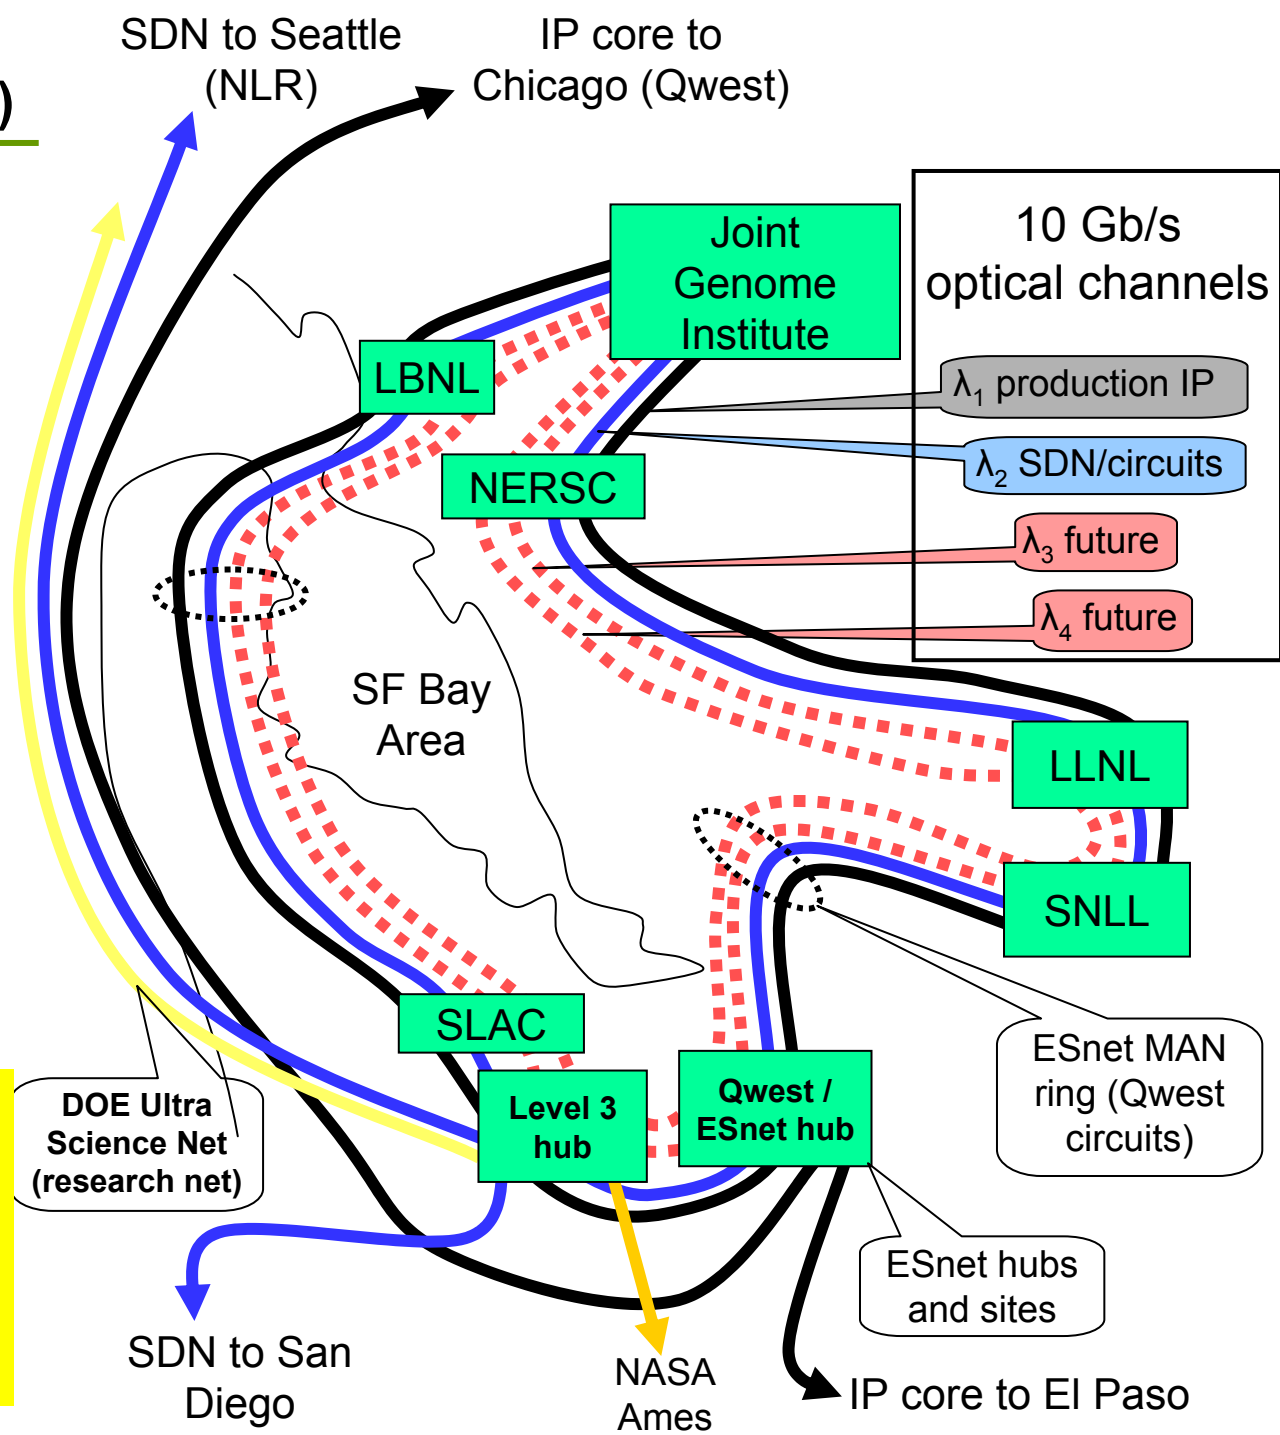 SDN to Seattle
(NLR)
IP core to
Chicago (Qwest)
)
Joint
Genome
Institute
10 Gb/s
optical channels
λ1 production IP
λ2 SDN/circuits
λ3 future
λ4 future
LBNL
NERSC
SF Bay
Area
LLNL
SNLL
SLAC
ESnet MAN
ring (Qwest
circuits)
DOE Ultra
Science Net
(research net)
Level 3
hub
Qwest /
ESnet hub
ESnet hubs
and sites
SDN to San
Diego
NASA
Ames
IP core to El Paso